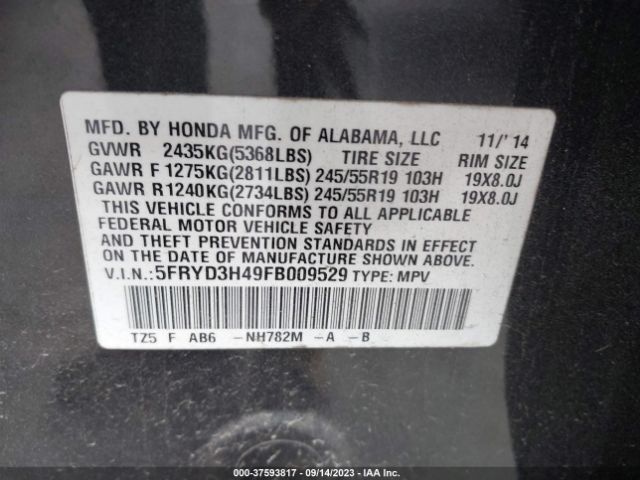 MFD. BY HONDA MFG. OF ALABAMA, LLC 11/'14
GVWR 2435KG(5368LBS) TIRE SIZE RIM SIZE
GAWR F 1275KG(2811LBS) 245/55R19 103H 19X8.0J
GAWR R 1240KG(2734LBS) 245/55R19 103H 19X8.0J
THIS VEHICLE CONFORMS TO ALL APPLICABLE
FEDERAL MOTOR VEHICLE SAFETY
AND THEFT PREVENTION STANDARDS IN EFFECT
ON THE DATE OF MANUFACTURE SHOWN ABOVE.
V.I.N.: 5FRYD3H49FB009529 TYPE: MPV
TZ5 F AB6 -NH782M -A -B
000-37593817 - 09/14/2023 - IAA Inc.